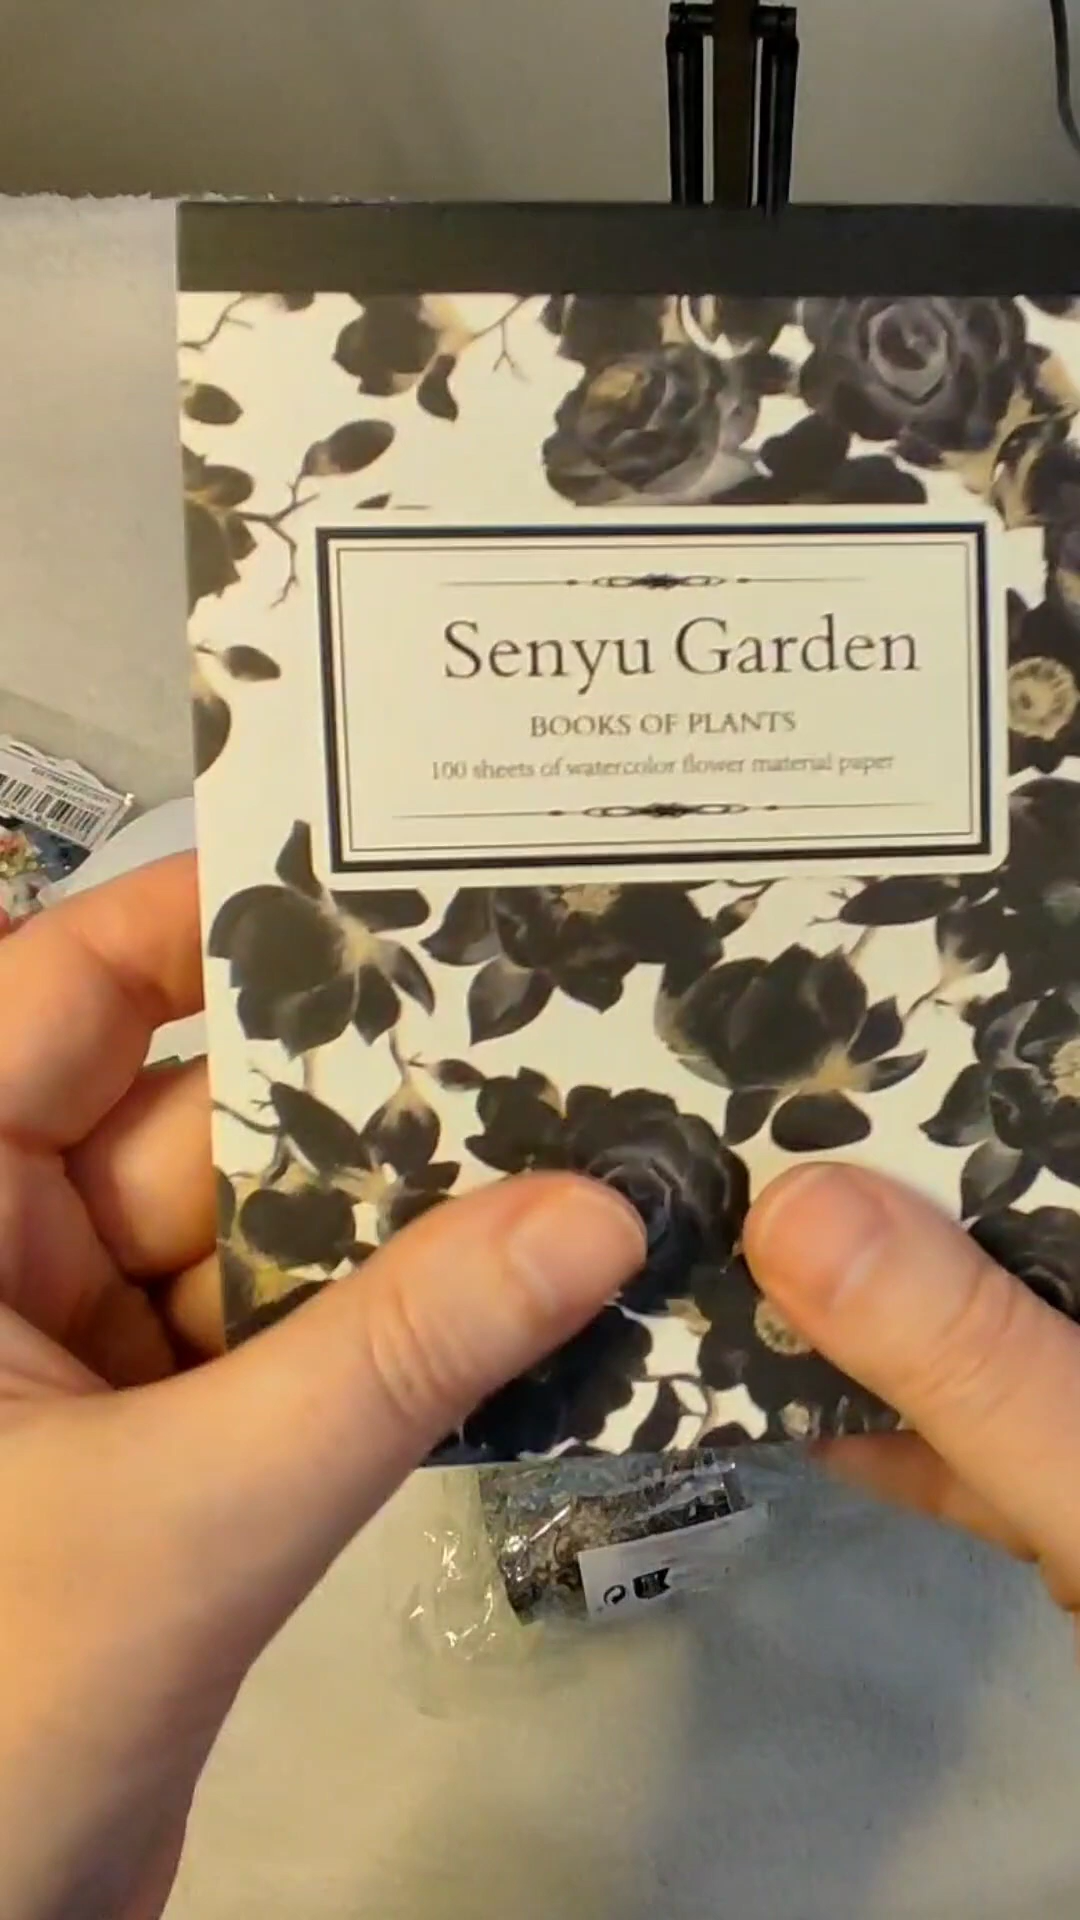 Senyu Garden
BOOKS OF PLANTS
100 sheets of watercolor flower material paper